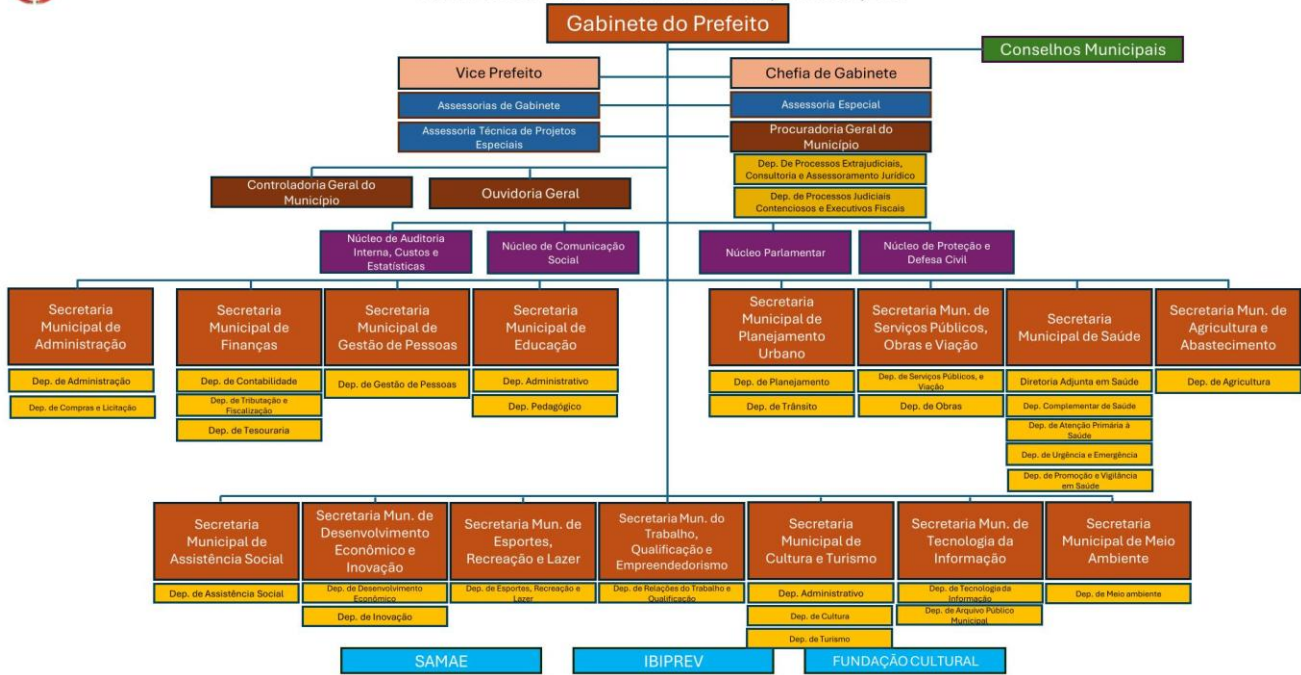 Gabinete do Prefeito
Conselhos Municipais
Vice Prefeito
Chefia de Gabinete
Assessorias de Gabinete
Assessoria Especial
Assessoria Técnica de Projetos
Especiais
Procuradoria Geral do
Município
Dep. De Processos Extrajudiciais,
Consultoria e Assessoramento Jurídico
Dep. de Processos Judiciais
Contenciosos e Executivos Fiscais
Controladoria Geral do
Município
Ouvidoria Geral
Núcleo de Auditoria
Interna, Custos e
Estatísticas
Núcleo de Comunicação
Social
Núcleo Parlamentar
Núcleo de Proteção e
Defesa Civil
Secretaria
Municipal de
Administração
Dep. de Administração
Dep. de Compras e Licitação
Secretaria
Municipal de
Finanças
Dep. de Contabilidade
Dep. de Tributação e
Fiscalização
Dep. de Tesouraria
Secretaria
Municipal de
Gestão de Pessoas
Dep. de Gestão de Pessoas
Secretaria
Municipal de
Educação
Dep. Administrativo
Dep. Pedagógico
Secretaria
Municipal de
Planejamento
Urbano
Dep. de Planejamento
Dep. de Trânsito
Secretaria Mun. de
Serviços Públicos,
Obras e Viação
Dep. de Serviços Públicos, e
Viação
Dep. de Obras
Secretaria
Municipal de Saúde
Diretoria Adjunta em Saúde
Dep. Complementar de Saúde
Dep. de Atenção Primária à
Saúde
Dep. de Urgência e Emergência
Dep. de Promoção e Vigilância
em Saúde
Secretaria Mun. de
Agricultura e
Abastecimento
Dep. de Agricultura
Secretaria
Municipal de
Assistência Social
Dep. de Assistência Social
Secretaria Mun. de
Desenvolvimento
Econômico e
Inovação
Dep. de Desenvolvimento
Econômico
Dep. de Inovação
Secretaria Mun. de
Esportes,
Recreação e Lazer
Dep. de Esportes, Recreação e
Lazer
Secretaria Mun. do
Trabalho,
Qualificação e
Empreendedorismo
Dep. de Relações do Trabalho e
Qualificação
Secretaria
Municipal de
Cultura e Turismo
Dep. Administrativo
Dep. de Cultura
Dep. de Turismo
Secretaria Mun. de
Tecnologia da
Informação
Dep. de Tecnologia da
Informação
Dep. de Arquivo Público
Municipal
Secretaria
Municipal de Meio
Ambiente
Dep. de Meio ambiente
SAMAE
IBIPREV
FUNDAÇÃO CULTURAL